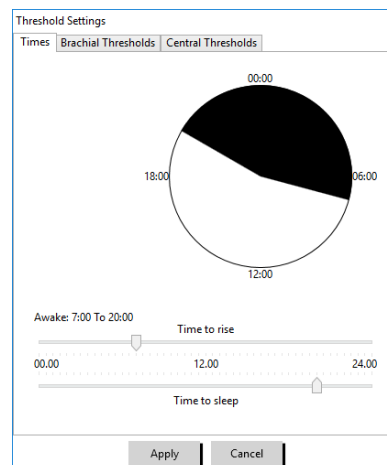 Threshold Settings
Times Brachial Thresholds Central Thresholds
00:00
18:00 06:00
12:00
Awake: 7:00 To 20:00
Time to rise
00.00 12.00 24.00
Time to sleep
Apply Cancel